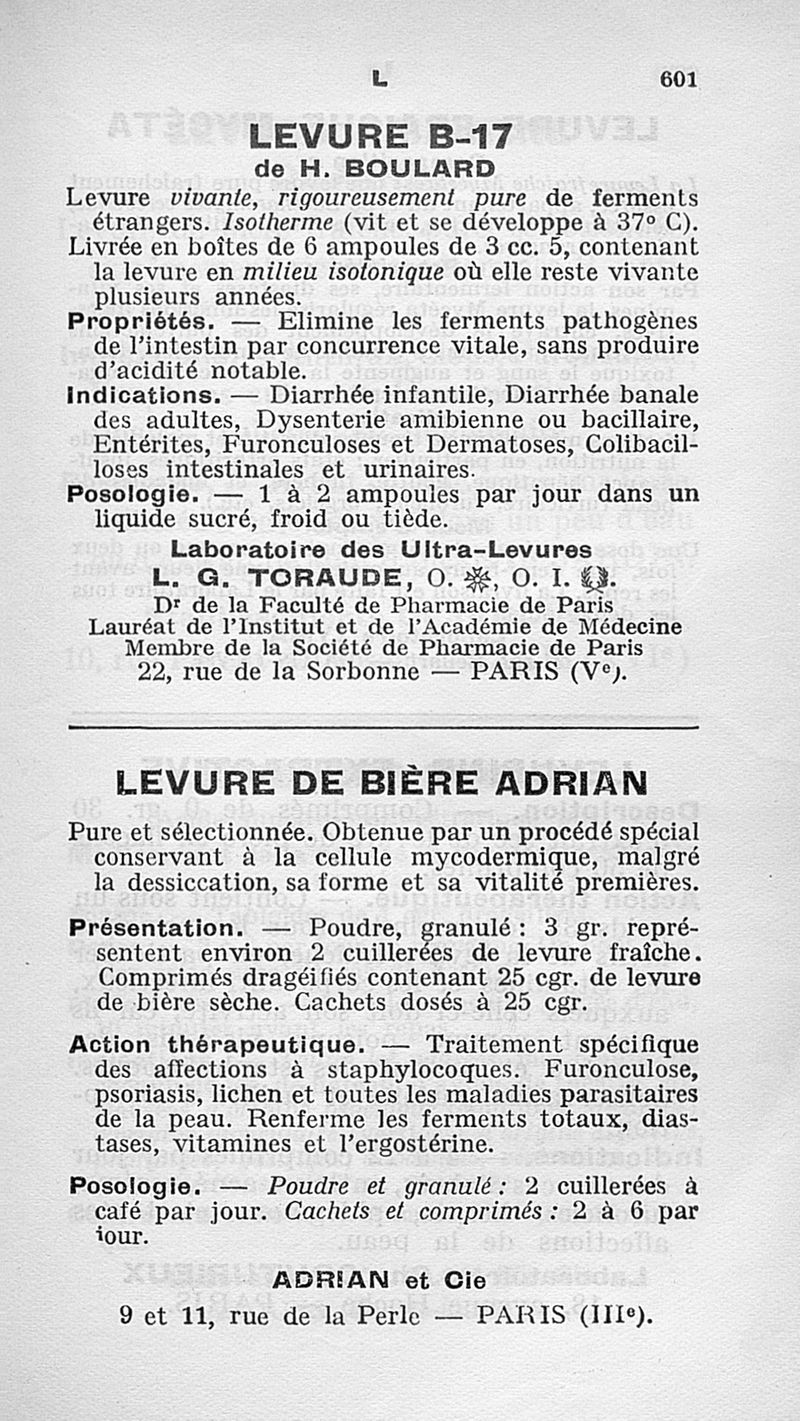 L 601
LEVURE B-17
de H. BOULARD
Levure vivante, rigoureusement pure de ferments
étrangers. Isotherme (vit et se développe à 37° C).
Livrée en boîtes de 6 ampoules de 3 cc. 5, contenant
la levure en milieu isotonique où elle reste vivante
plusieurs années.
Propriétés. — Elimine les ferments pathogènes
de l'intestin par concurrence vitale, sans produire
d'acidité notable.
Indications. — Diarrhée infantile, Diarrhée banale
des adultes, Dysenterie amibienne ou bacillaire,
Entérites, Furonculoses et Dermatoses, Colibacil-
loses intestinales et urinaires.
Posologie. — 1 à 2 ampoules par jour dans un
liquide sucré, froid ou tiède.
Laboratoire des Ultra-Levures
L. G. TORAUDE, O. , O. I. .
Dr de la Faculté de Pharmacie de Paris
Lauréat de l'Institut et de l'Académie de Médecine
Membre de la Société de Pharmacie de Paris
22, rue de la Sorbonne — PARIS (Ve).
LEVURE DE BIÈRE ADRIAN
Pure et sélectionnée. Obtenue par un procédé spécial
conservant à la cellule mycodermique, malgré
la dessiccation, sa forme et sa vitalité premières.
Présentation. — Poudre, granulé : 3 gr. repré-
sentent environ 2 cuillerées de levure fraîche.
Comprimés dragéifiés contenant 25 cgr. de levure
de bière sèche. Cachets dosés à 25 cgr.
Action thérapeutique. — Traitement spécifique
des affections à staphylocoques. Furonculose,
psoriasis, lichen et toutes les maladies parasitaires
de la peau. Renferme les ferments totaux, dias-
tases, vitamines et l'ergostérine.
Posologie. — Poudre et granulé : 2 cuillerées à
café par jour. Cachets et comprimés : 2 à 6 par
jour.
ADRIAN et Cie
9 et 11, rue de la Perle — PARIS (IIIe).